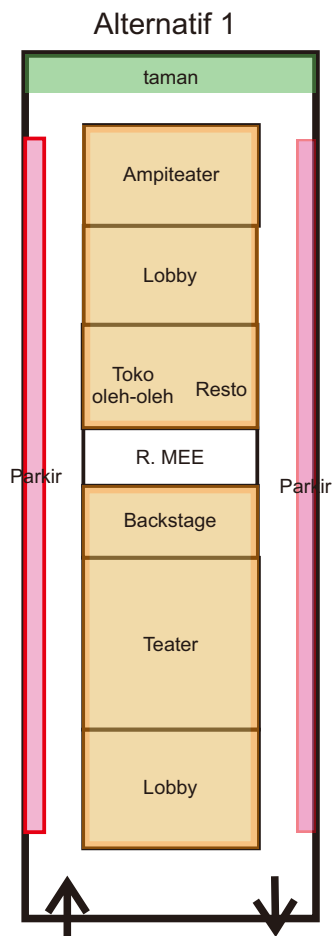 Alternatif 1
taman
Ampiteater
Lobby
Toko
oleh-oleh
Resto
R. MEE
Parkir
Parkir
Backstage
Teater
Lobby